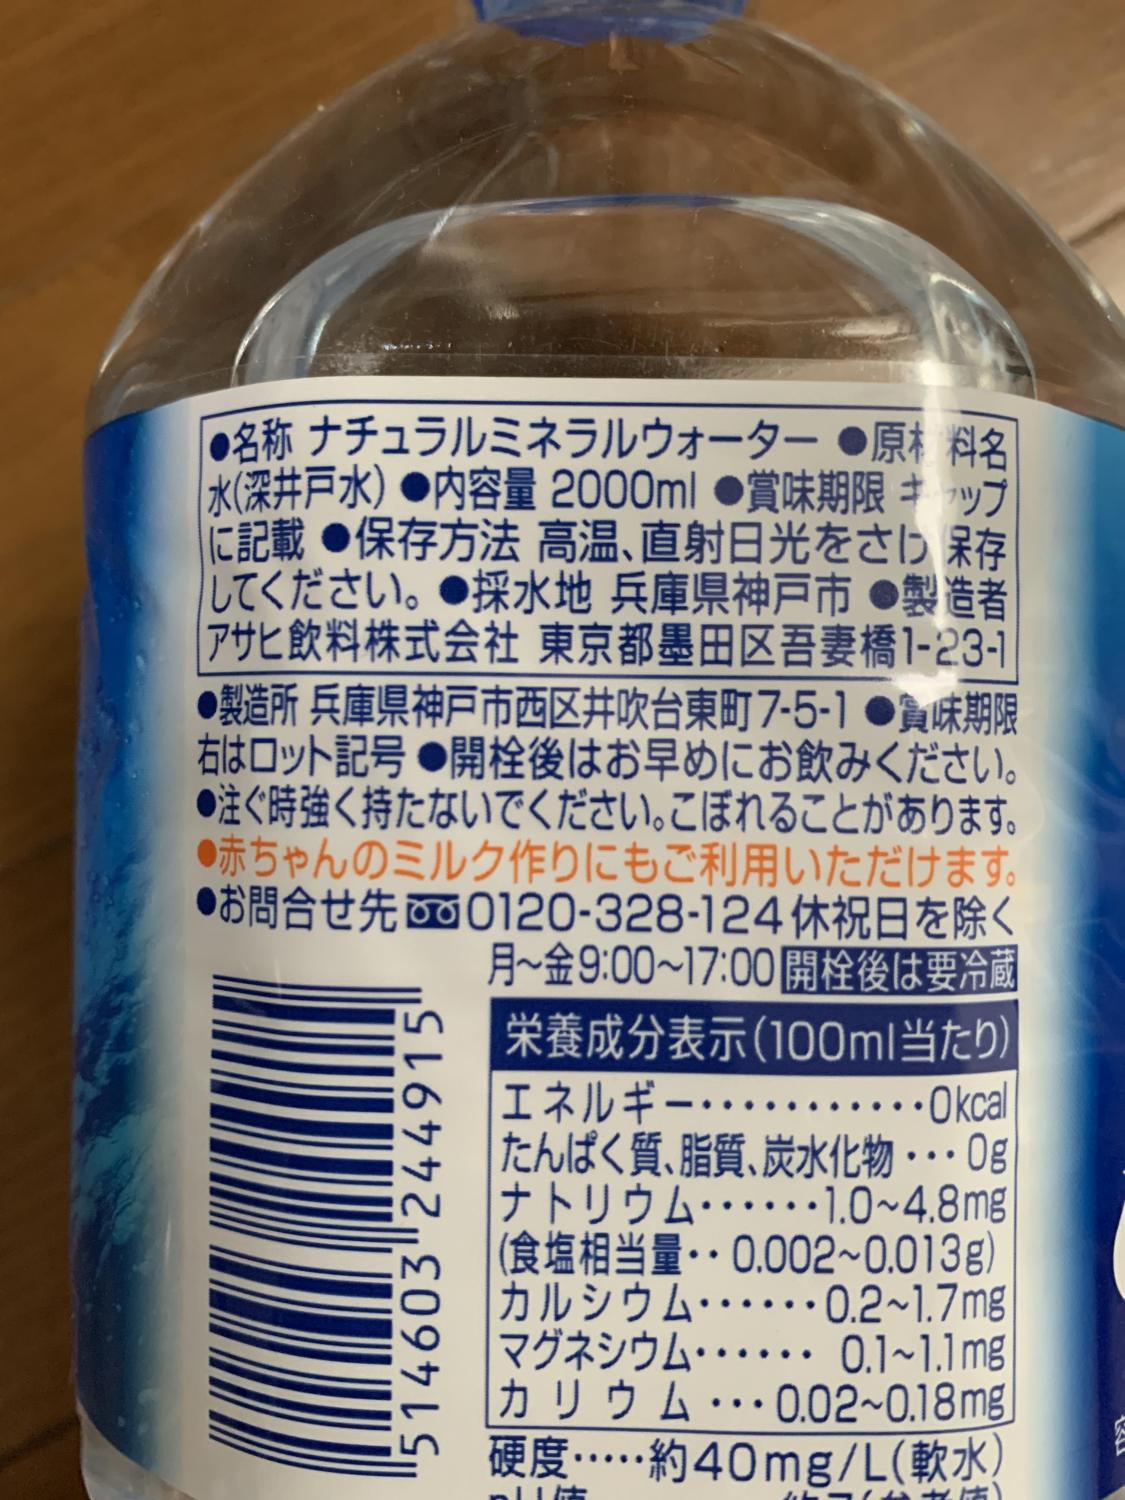 ●名称 ナチュラルミネラルウォーター ●原材料名
水(深井戸水) ●内容量 2000ml ●賞味期限 キャップ
に記載 ●保存方法 高温、直射日光をさけ保存
してください。 ●採水地 兵庫県神戸市 ●製造者
アサヒ飲料株式会社 東京都墨田区吾妻橋1-23-1
●製造所 兵庫県神戸市西区井吹台東町7-5-1 ●賞味期限
右はロット記号 ●開栓後はお早めにお飲みください。
●注ぐ時強く持たないでください。こぼれることがあります。
●赤ちゃんのミルク作りにもご利用いただけます。
●お問合せ先 0120-328-124 休祝日を除く
月～金9:00～17:00 開栓後は要冷蔵
栄養成分表示(100ml当たり)
エネルギー············0kcal
たんぱく質、脂質、炭水化物···0g
ナトリウム······1.0～4.8mg
(食塩相当量··0.002～0.013g)
カルシウム······0.2～1.7mg
マグネシウム······ 0.1～1.1mg
カリウム···0.02～0.18mg
硬度·····約40mg/L(軟水)
514603 244915